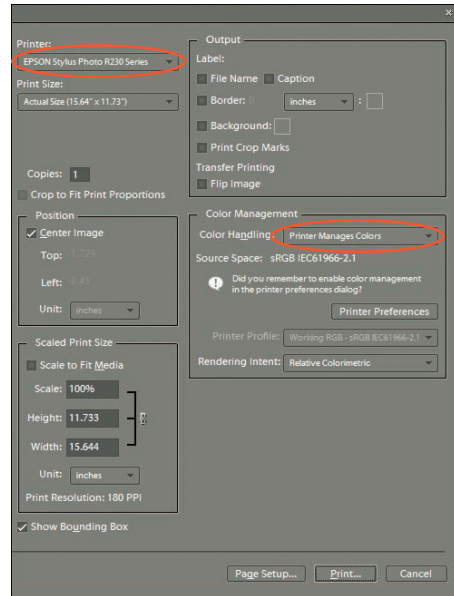 Printer:
EPSON Stylus Photo R230 Series
Print Size:
Actual Size (15.64" x 11.73")
Copies: 1
Crop to Fit Print Proportions
Position
Center Image
Top: -1.729
Left: -2.43
Unit: inches
Scaled Print Size
Scale to Fit Media
Scale: 100%
Height: 11.733
Width: 15.644
Unit: inches
Print Resolution: 180 PPI
Show Bounding Box
Output
Label:
File Name Caption
Border: 0 inches :
Background:
Print Crop Marks
Transfer Printing
Flip Image
Color Management
Color Handling: Printer Manages Colors
Source Space: sRGB IEC61966-2.1
Did you remember to enable color management
in the printer preferences dialog?
Printer Preferences
Printer Profile: Working RGB - sRGB IEC61966-2.1
Rendering Intent: Relative Colorimetric
Page Setup... Print... Cancel